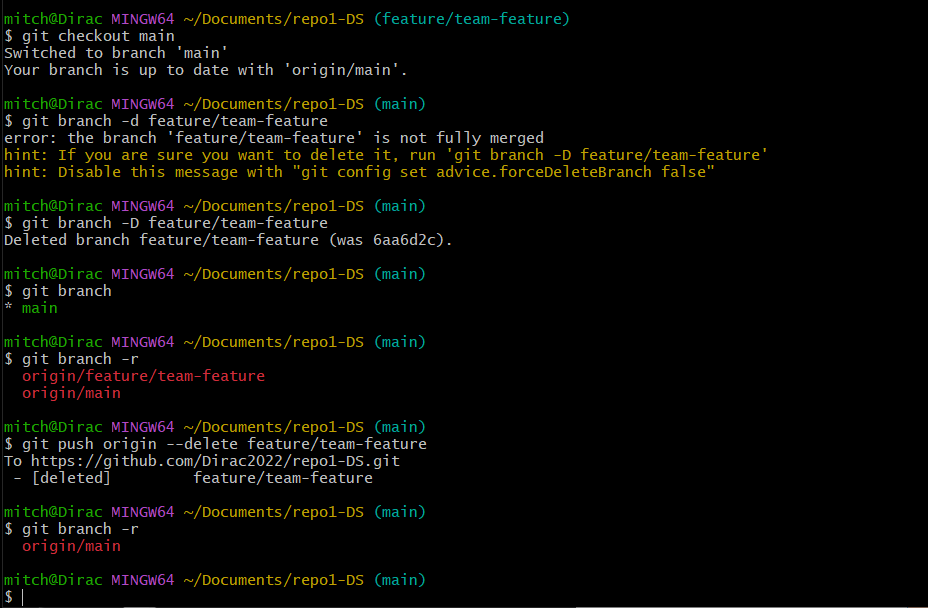 mitch@Dirac MINGW64 ~/Documents/repo1-DS (feature/team-feature)
$ git checkout main
Switched to branch 'main'
Your branch is up to date with 'origin/main'.
mitch@Dirac MINGW64 ~/Documents/repo1-DS (main)
$ git branch -d feature/team-feature
error: the branch 'feature/team-feature' is not fully merged
hint: If you are sure you want to delete it, run 'git branch -D feature/team-feature'
hint: Disable this message with "git config set advice.forceDeleteBranch false"
mitch@Dirac MINGW64 ~/Documents/repo1-DS (main)
$ git branch -D feature/team-feature
Deleted branch feature/team-feature (was 6aa6d2c).
mitch@Dirac MINGW64 ~/Documents/repo1-DS (main)
$ git branch
* main
mitch@Dirac MINGW64 ~/Documents/repo1-DS (main)
$ git branch -r
origin/feature/team-feature
origin/main
mitch@Dirac MINGW64 ~/Documents/repo1-DS (main)
$ git push origin --delete feature/team-feature
To https://github.com/Dirac2022/repo1-DS.git
- [deleted] feature/team-feature
mitch@Dirac MINGW64 ~/Documents/repo1-DS (main)
$ git branch -r
origin/main
mitch@Dirac MINGW64 ~/Documents/repo1-DS (main)
$